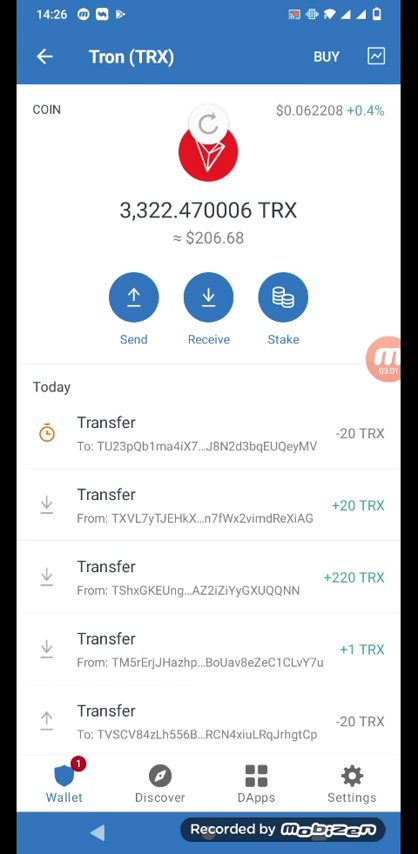 14:26
Tron (TRX)
BUY
COIN
$0.062208 +0.4%
3,322.470006 TRX
≈ $206.68
Send
Receive
Stake
03:01
Today
Transfer
-20 TRX
To: TU23pQb1ma4iX7...J8N2d3bqEUQeyMV
Transfer
+20 TRX
From: TXVL7yTJEHkX...n7fWx2vimdReXiAG
Transfer
+220 TRX
From: TShxGKEUng...AZ2iZiYyGXUQQNN
Transfer
+1 TRX
From: TM5rErjJHazhp...BoUav8eZeC1CLvY7u
Transfer
-20 TRX
To: TVSCV84zLh556B...RCN4xiuLRqJrhgtCp
1
Wallet
Discover
DApps
Settings
Recorded by mobizen